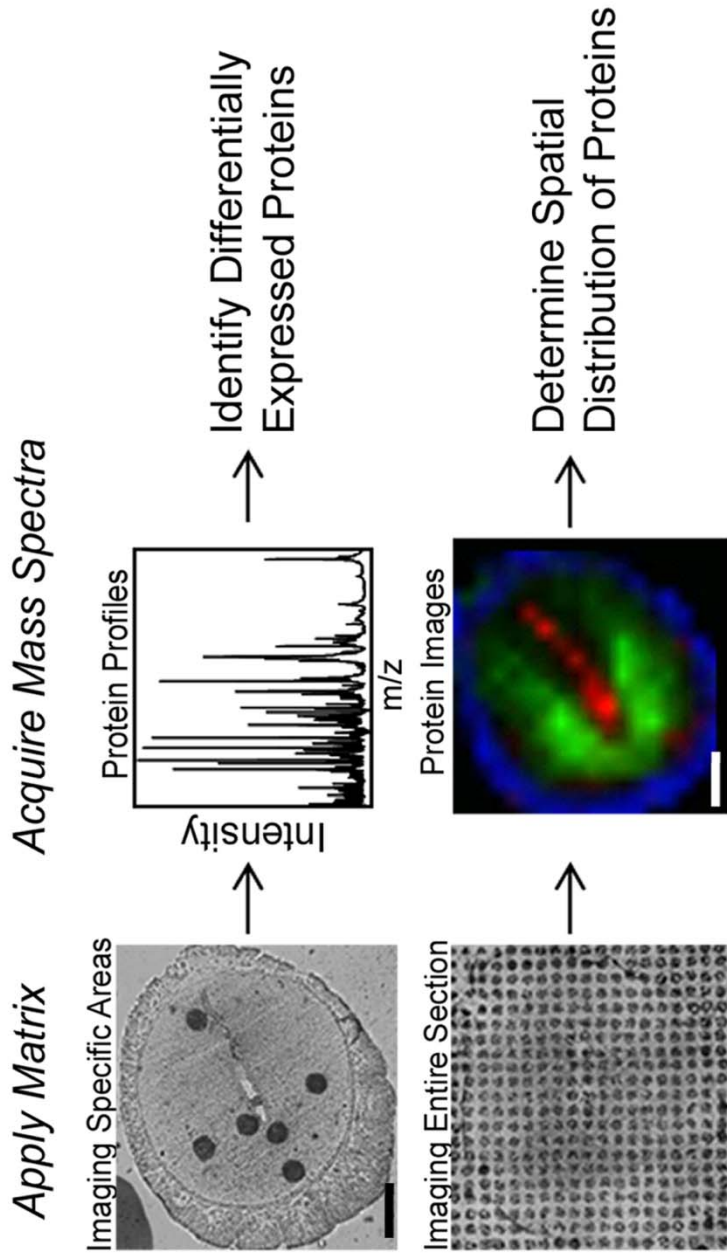 Apply Matrix
Acquire Mass Spectra
Imaging Specific Areas
Protein Profiles
Intensity
m/z
Identify Differentially
Expressed Proteins
Imaging Entire Section
Protein Images
Determine Spatial
Distribution of Proteins